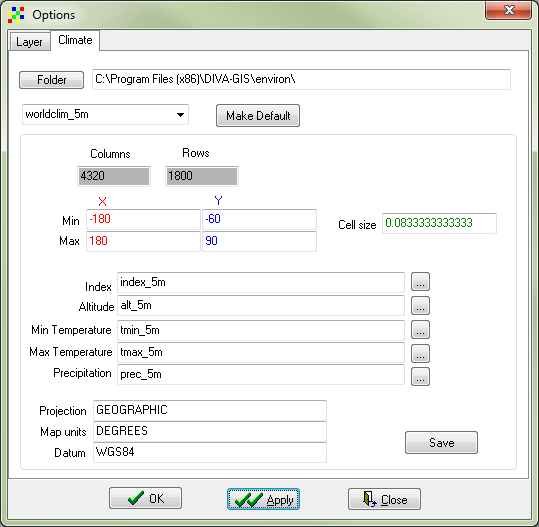 Options
Layer Climate
Folder C:\Program Files (x86)\DIVA-GIS\environ\
worldclim_5m Make Default
Columns Rows
4320 1800
X Y
Min -180 -60
Cell size 0.0833333333333
Max 180 90
Index index_5m ...
Altitude alt_5m ...
Min Temperature tmin_5m ...
Max Temperature tmax_5m ...
Precipitation prec_5m ...
Projection GEOGRAPHIC
Map units DEGREES
Datum WGS84
Save
OK Apply Close